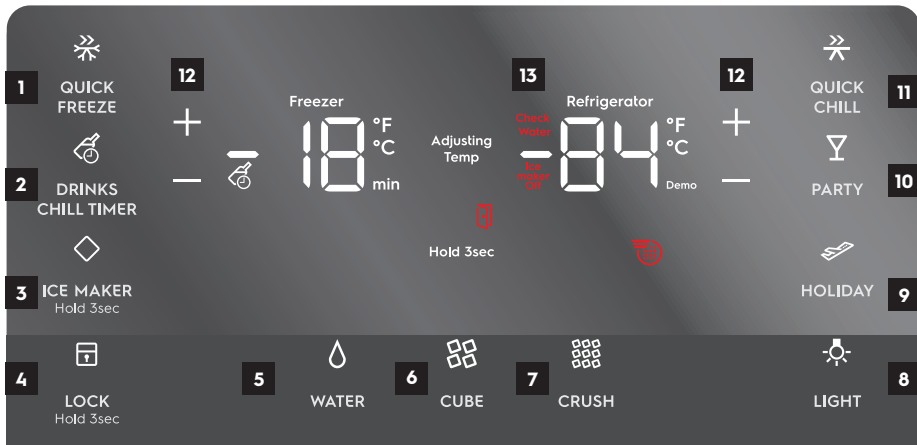 1
QUICK
FREEZE
2
DRINKS
CHILL TIMER
3
ICE MAKER
Hold 3sec
4
LOCK
Hold 3sec
12
+
−
Freezer
-18 °F
°C
min
Adjusting
Temp
Hold 3sec
13
Check
Water
Ice
maker
Off
Refrigerator
-84 °F
°C
Demo
12
+
−
QUICK
CHILL
11
PARTY
10
HOLIDAY
9
5
WATER
6
CUBE
7
CRUSH
LIGHT
8